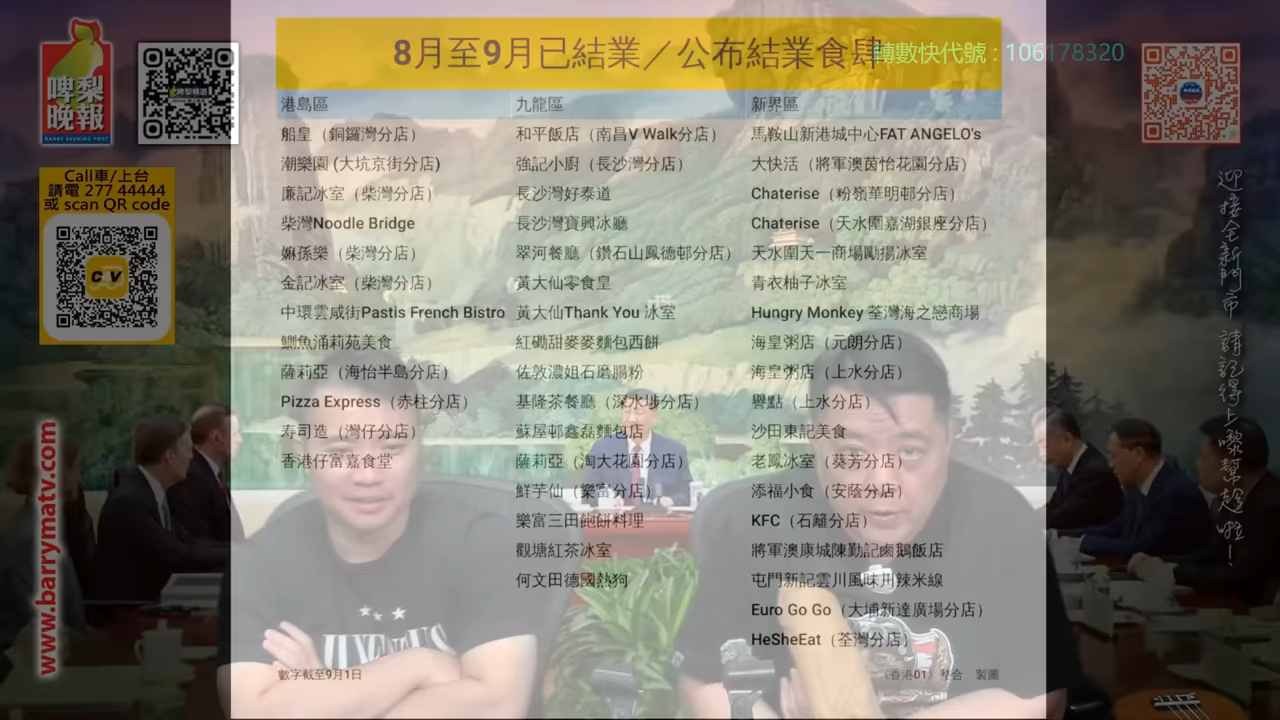 啤梨
晚報
BARRY EVENING POST
Call車/上台
請電 277 44444
或 scan QR code
CV
www.barrymatv.com
8月至9月已結業／公布結業食肆
轉數快代號 : 106178320
港島區
船皇（銅鑼灣分店）
潮樂園 (大坑京街分店)
廉記冰室（柴灣分店）
柴灣Noodle Bridge
嫲孫樂（柴灣分店）
金記冰室（柴灣分店）
中環雲咸街Pastis French Bistro
鰂魚涌莉苑美食
薩莉亞（海怡半島分店）
Pizza Express（赤柱分店）
寿司造（灣仔分店）
香港仔富嘉食堂
九龍區
和平飯店（南昌V Walk分店）
強記小廚（長沙灣分店）
長沙灣好泰道
長沙灣寶興冰廳
翠河餐廳（鑽石山鳳德邨分店）
黃大仙零食皇
黃大仙Thank You 冰室
紅磡甜麥麥麵包西餅
佐敦濃姐石磨腸粉
基隆茶餐廳（深水埗分店）
蘇屋邨鑫磊麵包店
薩莉亞（淘大花園分店）
鮮芋仙（樂富分店）
樂富三田飽餅料理
觀塘紅茶冰室
何文田德國熱狗
新界區
馬鞍山新港城中心FAT ANGELO's
大快活（將軍澳茵怡花園分店）
Chaterise（粉嶺華明邨分店）
Chaterise（天水圍嘉湖銀座分店）
天水圍天一商場勵揚冰室
青衣柚子冰室
Hungry Monkey 荃灣海之戀商場
海皇粥店（元朗分店）
海皇粥店（上水分店）
譽點（上水分店）
沙田東記美食
老鳳冰室（葵芳分店）
添福小食（安蔭分店）
KFC（石籬分店）
將軍澳康城陳勤記鹵鵝飯店
屯門新記雲川風味川辣米線
Euro Go Go（大埔新達廣場分店）
HeSheEat（荃灣分店）
數字截至9月1日
《香港01》整合、製圖
迎接全新門市 請記得上嚟幫趁啦！